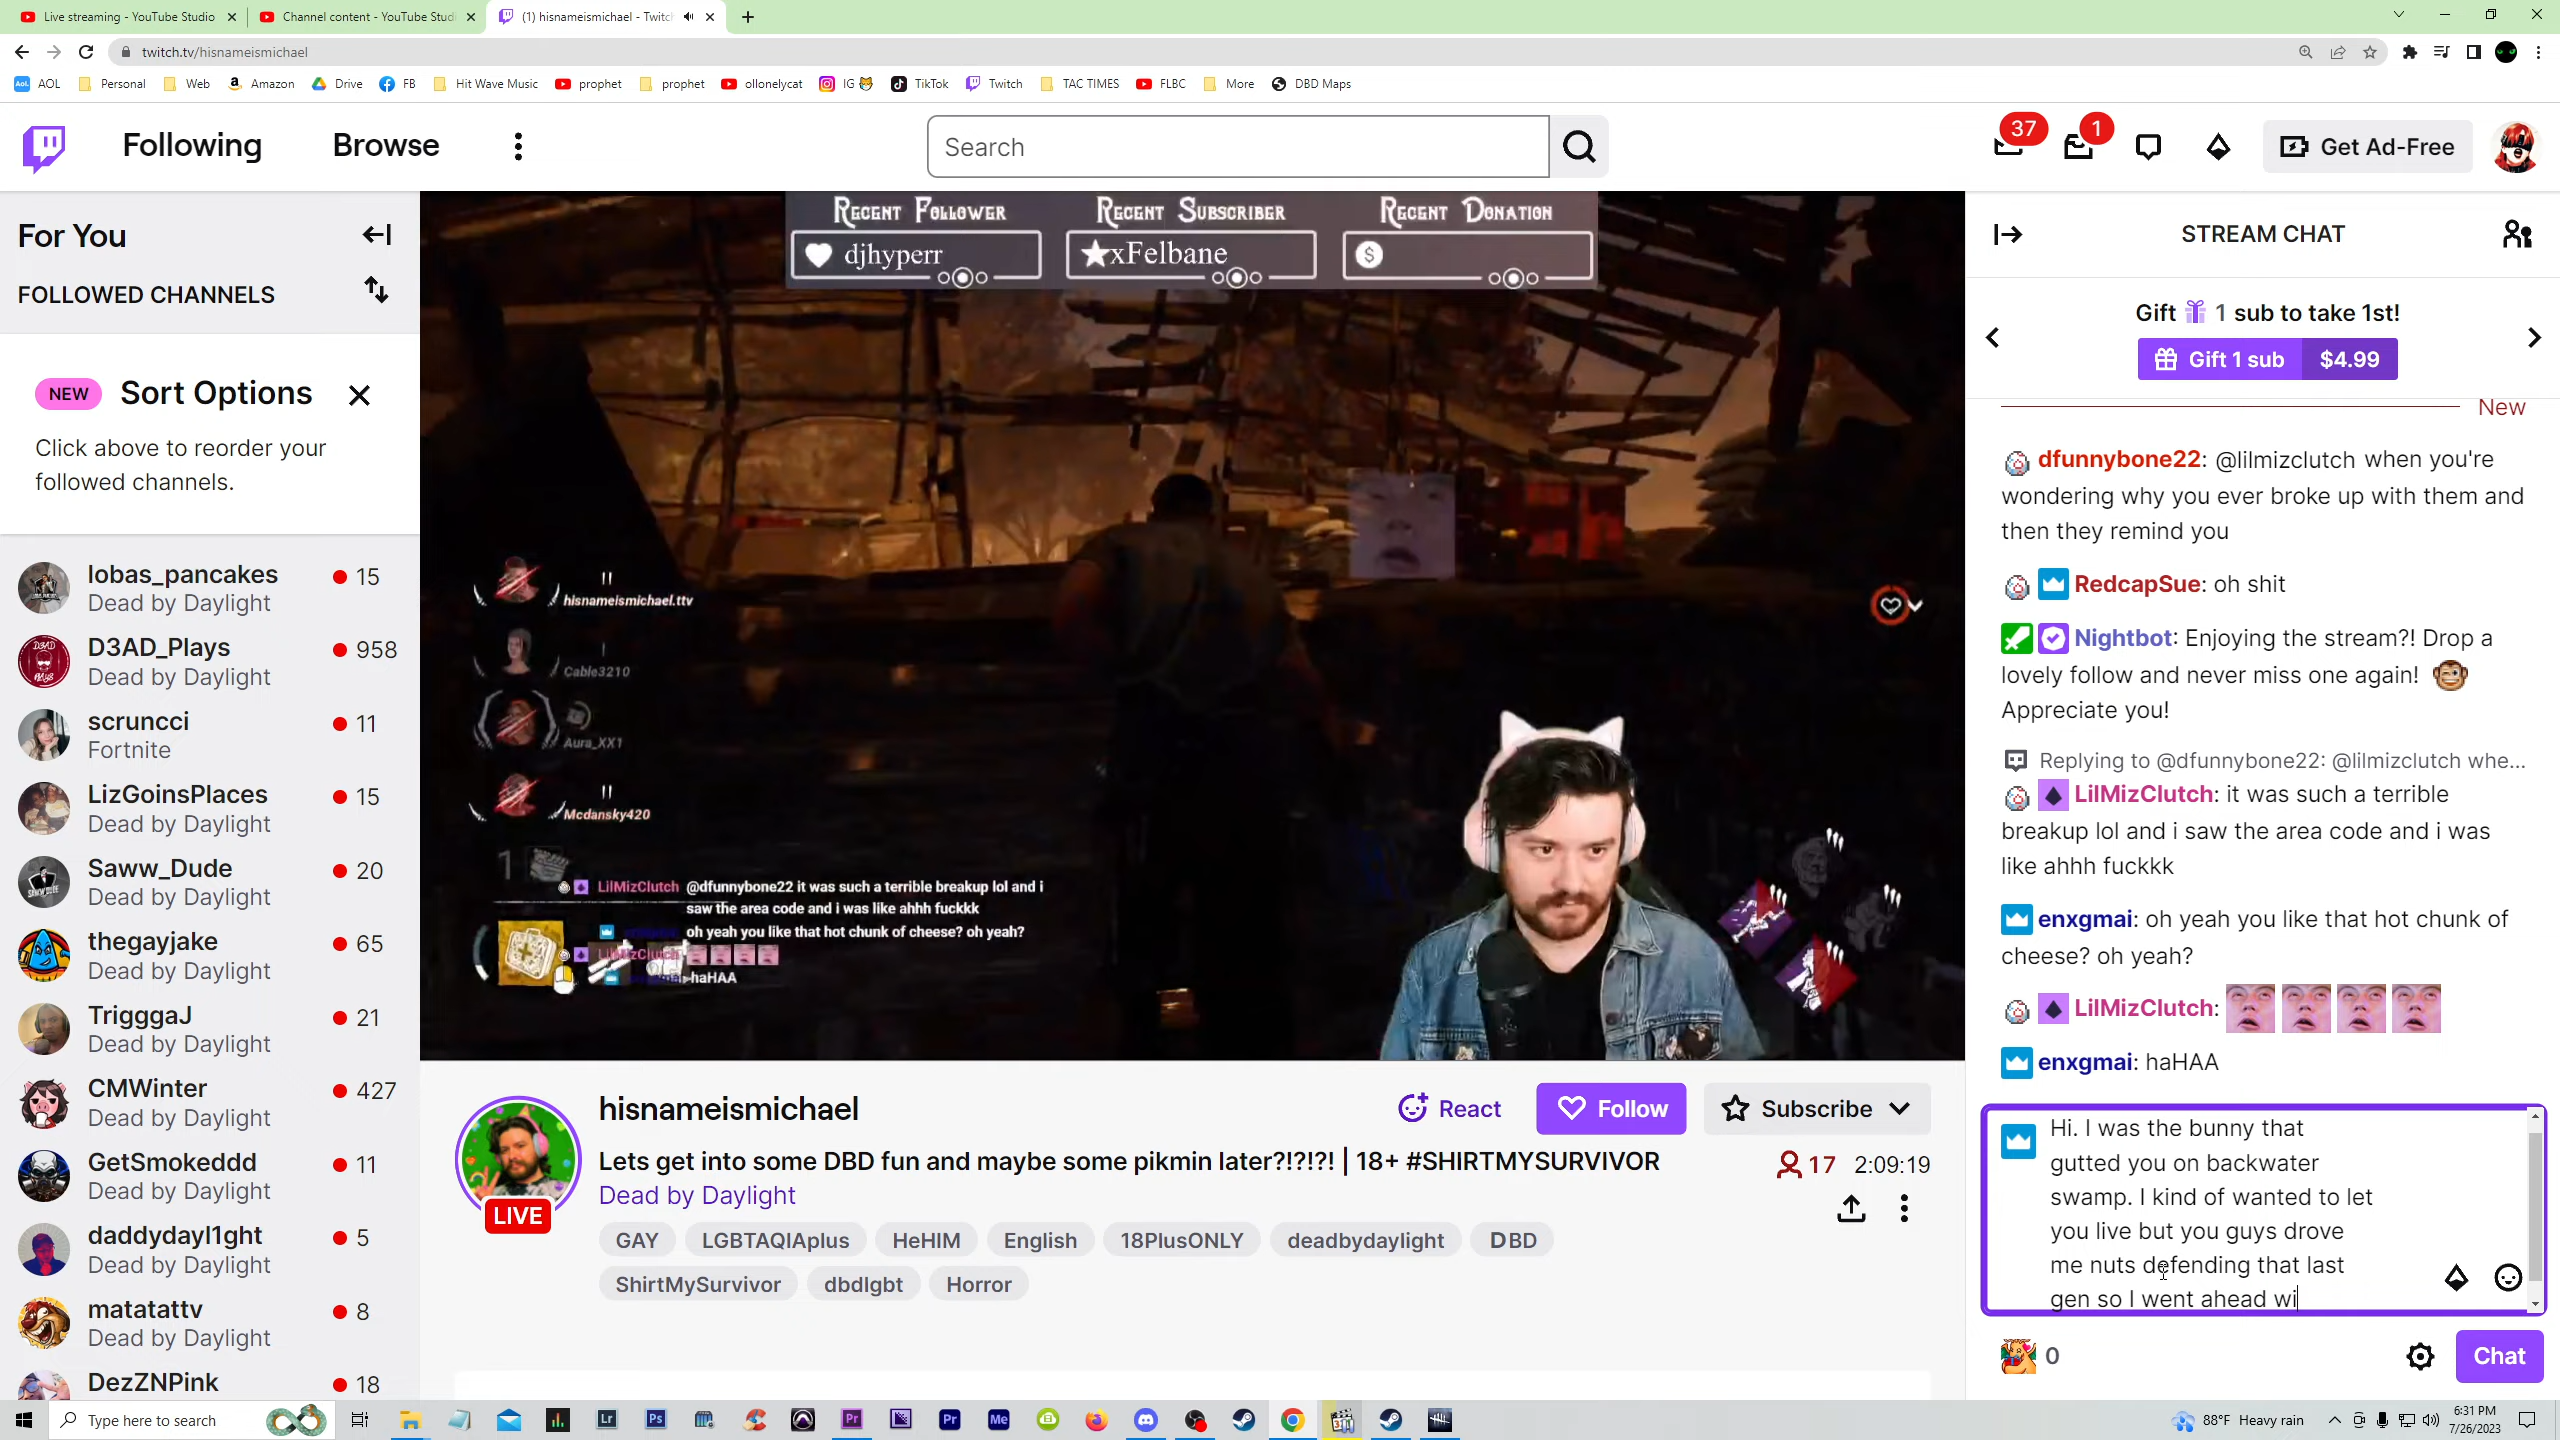 Live streaming - YouTube Studio
Channel content - YouTube Studi
(1) hisnameismichael - Twitch
twitch.tv/hisnameismichael
AOL Personal Web Amazon Drive FB Hit Wave Music prophet prophet ollonelycat IG TikTok Twitch TAC TIMES FLBC More DBD Maps
Following Browse Search 37 1 Get Ad-Free
For You
FOLLOWED CHANNELS
NEW Sort Options
Click above to reorder your
followed channels.
lobas_pancakes 15
Dead by Daylight
D3AD_Plays 958
Dead by Daylight
scruncci 11
Fortnite
LizGoinsPlaces 15
Dead by Daylight
Saww_Dude 20
Dead by Daylight
thegayjake 65
Dead by Daylight
TrigggaJ 21
Dead by Daylight
CMWinter 427
Dead by Daylight
GetSmokeddd 11
Dead by Daylight
daddydayl1ght 5
Dead by Daylight
matatattv 8
Dead by Daylight
DezZNPink 18
Recent Follower Recent Subscriber Recent Donation
djhyperr xFelbane
hisnameismichael.ttv
Cable3210
Aura_XX1
Mcdansky420
1
LilMizClutch @dfunnybone22 it was such a terrible breakup lol and i
saw the area code and i was like ahhh fuckkk
oh yeah you like that hot chunk of cheese? oh yeah?
LilMizClutch
haHAA
hisnameismichael
LIVE
React Follow Subscribe
Lets get into some DBD fun and maybe some pikmin later?!?!?! | 18+ #SHIRTMYSURVIVOR
17 2:09:19
Dead by Daylight
GAY LGBTAQIAplus HeHIM English 18PlusONLY deadbydaylight DBD
ShirtMySurvivor dbdlgbt Horror
STREAM CHAT
Gift 1 sub to take 1st!
Gift 1 sub $4.99
New
dfunnybone22: @lilmizclutch when you're
wondering why you ever broke up with them and
then they remind you
RedcapSue: oh shit
Nightbot: Enjoying the stream?! Drop a
lovely follow and never miss one again!
Appreciate you!
Replying to @dfunnybone22: @lilmizclutch whe...
LilMizClutch: it was such a terrible
breakup lol and i saw the area code and i was
like ahhh fuckkk
enxgmai: oh yeah you like that hot chunk of
cheese? oh yeah?
LilMizClutch:
enxgmai: haHAA
Hi. I was the bunny that
gutted you on backwater
swamp. I kind of wanted to let
you live but you guys drove
me nuts defending that last
gen so I went ahead wi
0
Chat
Type here to search
88°F Heavy rain
6:31 PM
7/26/2023